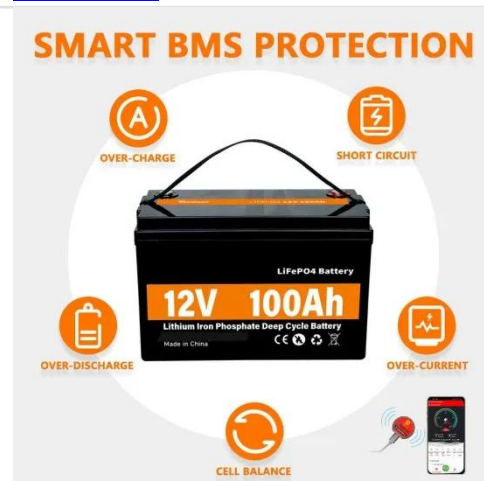 SMART BMS PROTECTION
OVER-CHARGE
SHORT CIRCUIT
LiFePO4 Battery
12V 100Ah
Lithium Iron Phosphate Deep Cycle Battery
Made in China
CE
OVER-DISCHARGE
OVER-CURRENT
CELL BALANCE